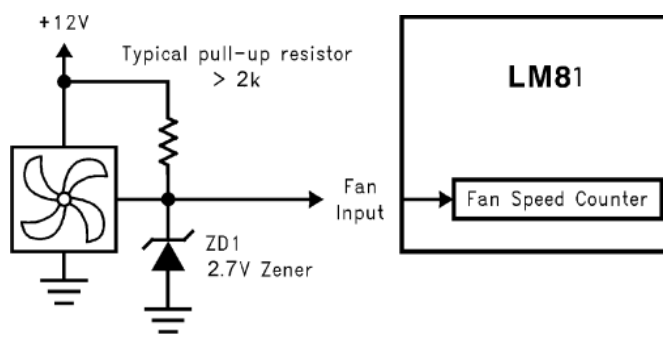 +12V
Typical pull-up resistor
> 2k
LM81
Fan
Input
Fan Speed Counter
ZD1
2.7V Zener